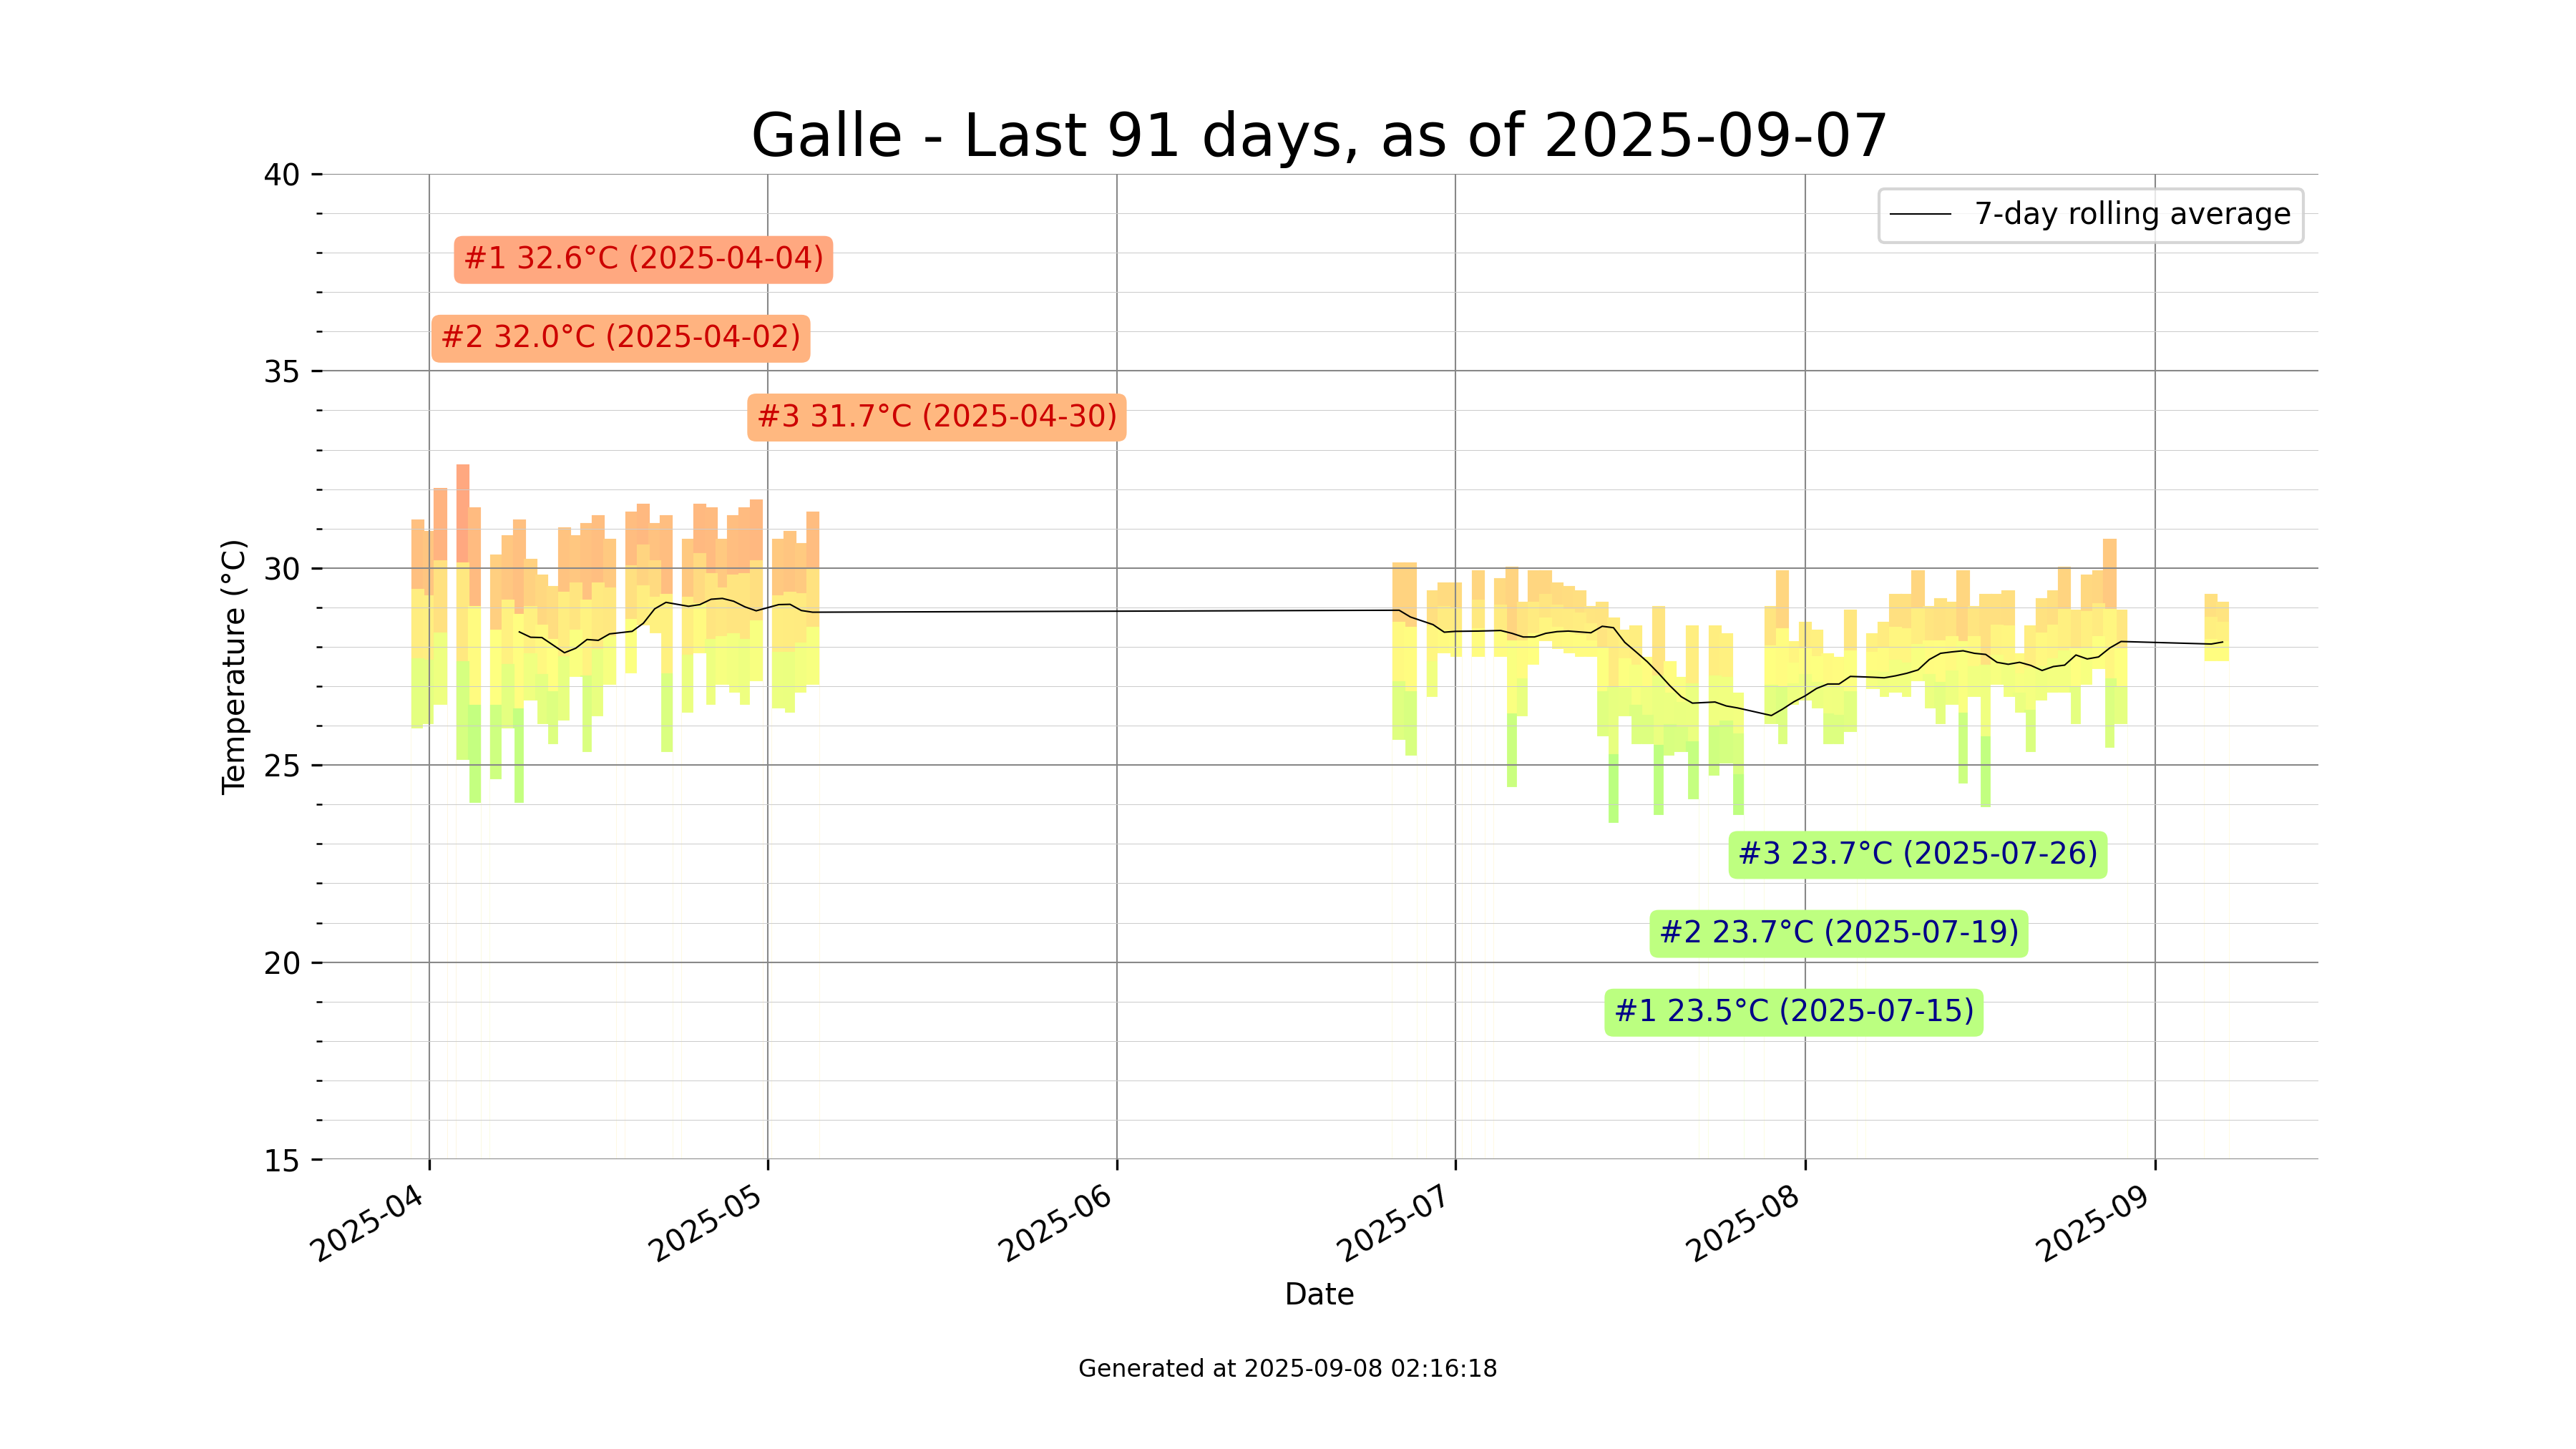 Galle - Last 91 days, as of 2025-09-07
40
7-day rolling average
#1 32.6°C (2025-04-04)
#2 32.0°C (2025-04-02)
35
#3 31.7°C (2025-04-30)
30
Temperature (°C)
25
#3 23.7°C (2025-07-26)
#2 23.7°C (2025-07-19)
20
#1 23.5°C (2025-07-15)
15
2025-04
2025-05
2025-06
2025-07
2025-08
2025-09
Date
Generated at 2025-09-08 02:16:18